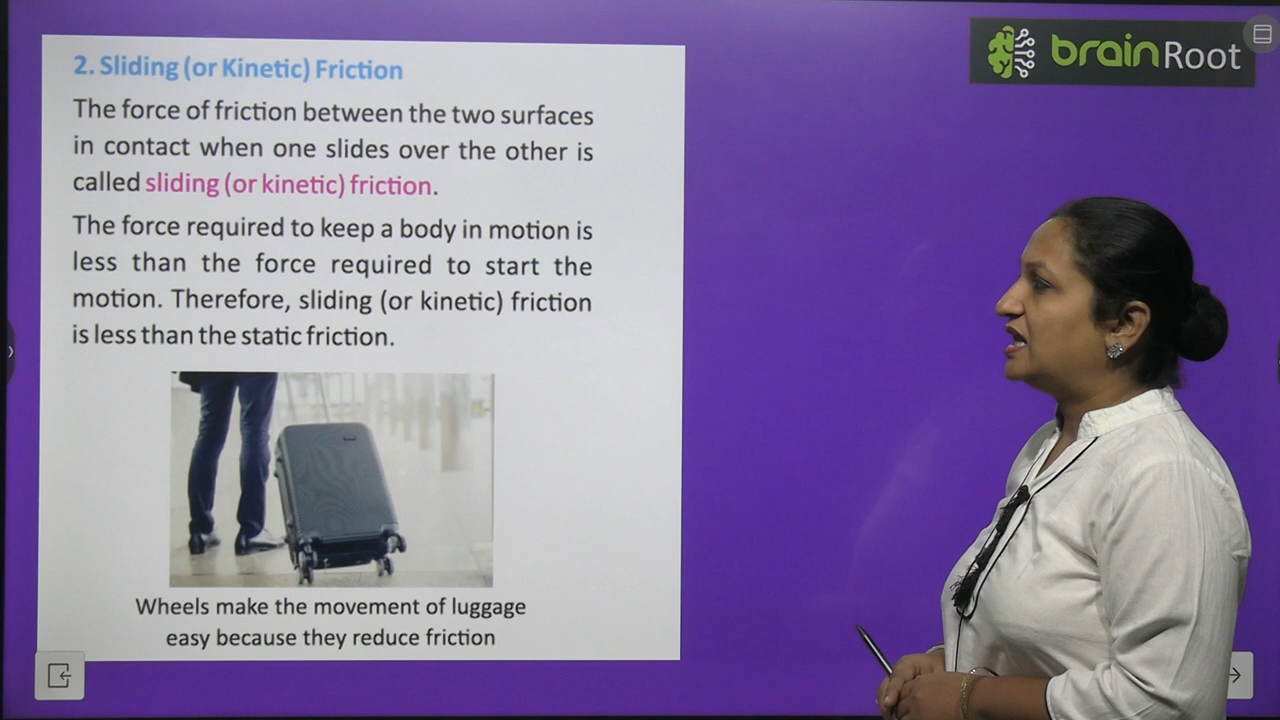 brainRoot
2. Sliding (or Kinetic) Friction
The force of friction between the two surfaces
in contact when one slides over the other is
called sliding (or kinetic) friction.
The force required to keep a body in motion is
less than the force required to start the
motion. Therefore, sliding (or kinetic) friction
is less than the static friction.
Wheels make the movement of luggage
easy because they reduce friction